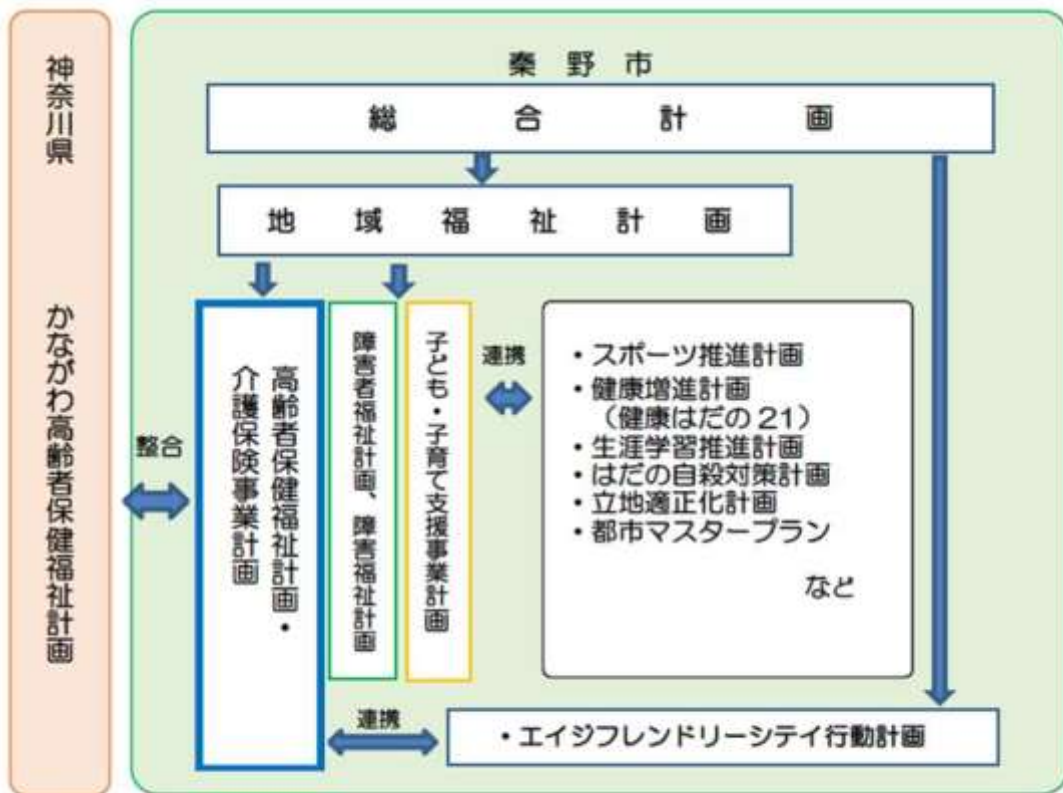 神奈川県 かながわ高齢者保健福祉計画
秦野市
総合計画
地域福祉計画
整合
高齢者保健福祉計画・
介護保険事業計画
障害者福祉計画、障害福祉計画
子ども・子育て支援事業計画
連携
・スポーツ推進計画
・健康増進計画
（健康はだの21）
・生涯学習推進計画
・はだの自殺対策計画
・立地適正化計画
・都市マスタープラン
など
連携
・エイジフレンドリーシティ行動計画